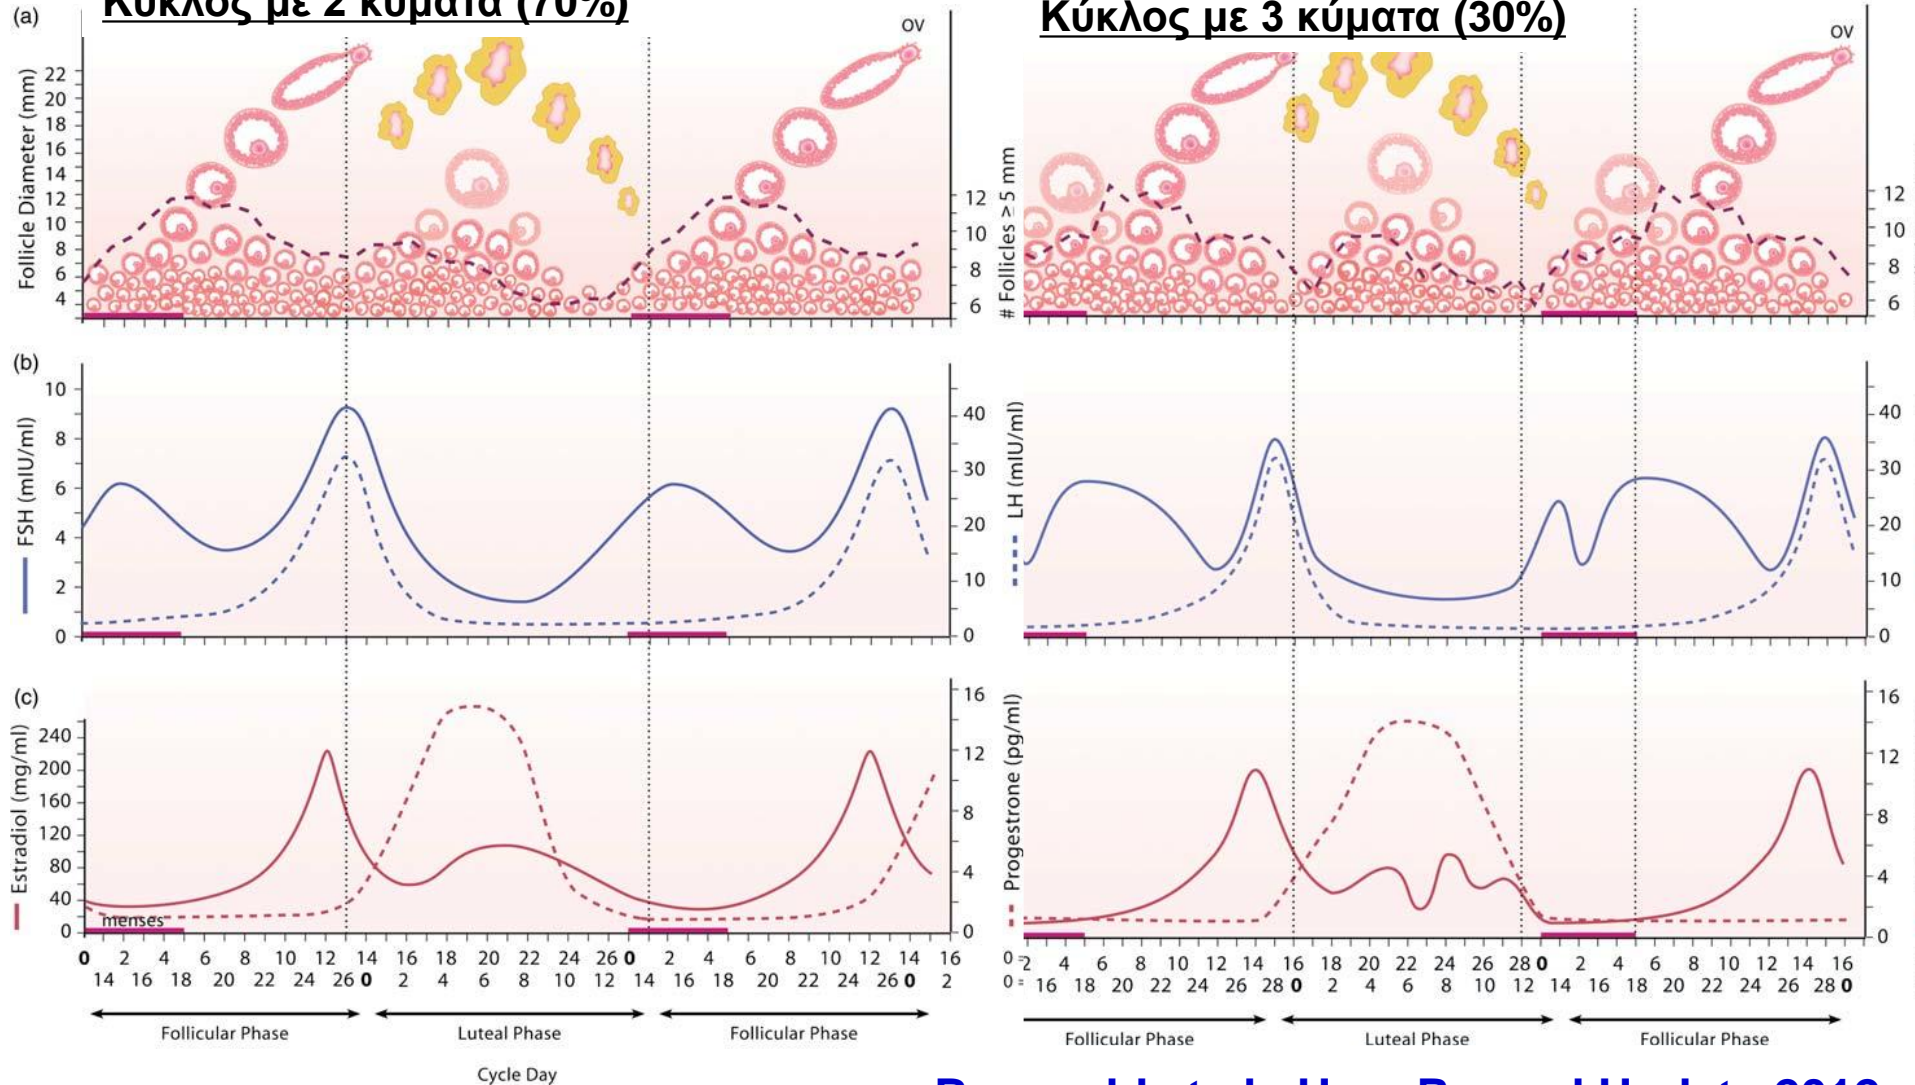 Κύκλος με 2 κύματα (70%)
Κύκλος με 3 κύματα (30%)
(a)
OV
OV
Follicle Diameter (mm)
22
20
18
16
14
12
10
8
6
4
12
10
8
6
# Follicles ≥ 5 mm
12
10
8
6
(b)
FSH (mIU/ml)
10
8
6
4
2
0
40
30
20
10
0
LH (mIU/ml)
40
30
20
10
0
(c)
Estradiol (mg/ml)
240
200
160
120
80
40
0
menses
16
12
8
4
0
Progestrone (pg/ml)
16
12
8
4
0
0 2 4 6 8 10 12 14 16 18 20 22 24 26 0 2 4 6 8 10 12 14 16
14 16 18 20 22 24 26 0 2 4 6 8 10 12 14 16 18 20 22 24 26 0 2
2 4 6 8 10 12 14 16 18 20 22 24 26 28 0 2 4 6 8 10 12 14 16
16 18 20 22 24 26 28 0 2 4 6 8 10 12 14 16 18 20 22 24 26 28 0
Follicular Phase
Luteal Phase
Follicular Phase
Follicular Phase
Luteal Phase
Follicular Phase
Cycle Day